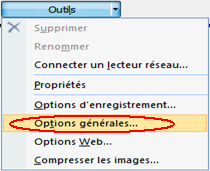 Outils
Supprimer
Renommer
Connecter un lecteur réseau...
Propriétés
Options d'enregistrement...
Options générales...
Options Web...
Compresser les images...